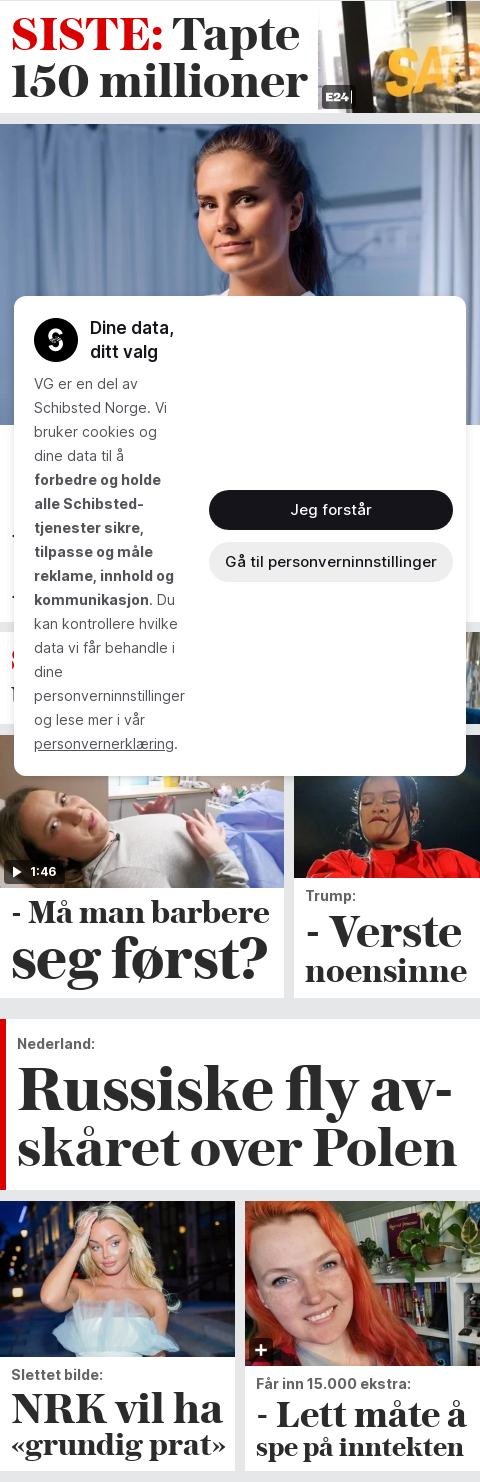 SISTE: Tapte
150 millioner
E24
Dine data,
ditt valg
VG er en del av
Schibsted Norge. Vi
bruker cookies og
dine data til å
forbedre og holde
alle Schibsted-
tjenester sikre,
tilpasse og måle
reklame, innhold og
kommunikasjon. Du
kan kontrollere hvilke
data vi får behandle i
dine
personverninnstillinger
og lese mer i vår
personvernerklæring.
Jeg forstår
Gå til personverninnstillinger
1:46
- Må man barbere
seg først?
Trump:
- Verste
noensinne
Nederland:
Russiske fly av-
skåret over Polen
Slettet bilde:
NRK vil ha
«grundig prat»
Får inn 15.000 ekstra:
- Lett måte å
spe på inntekten